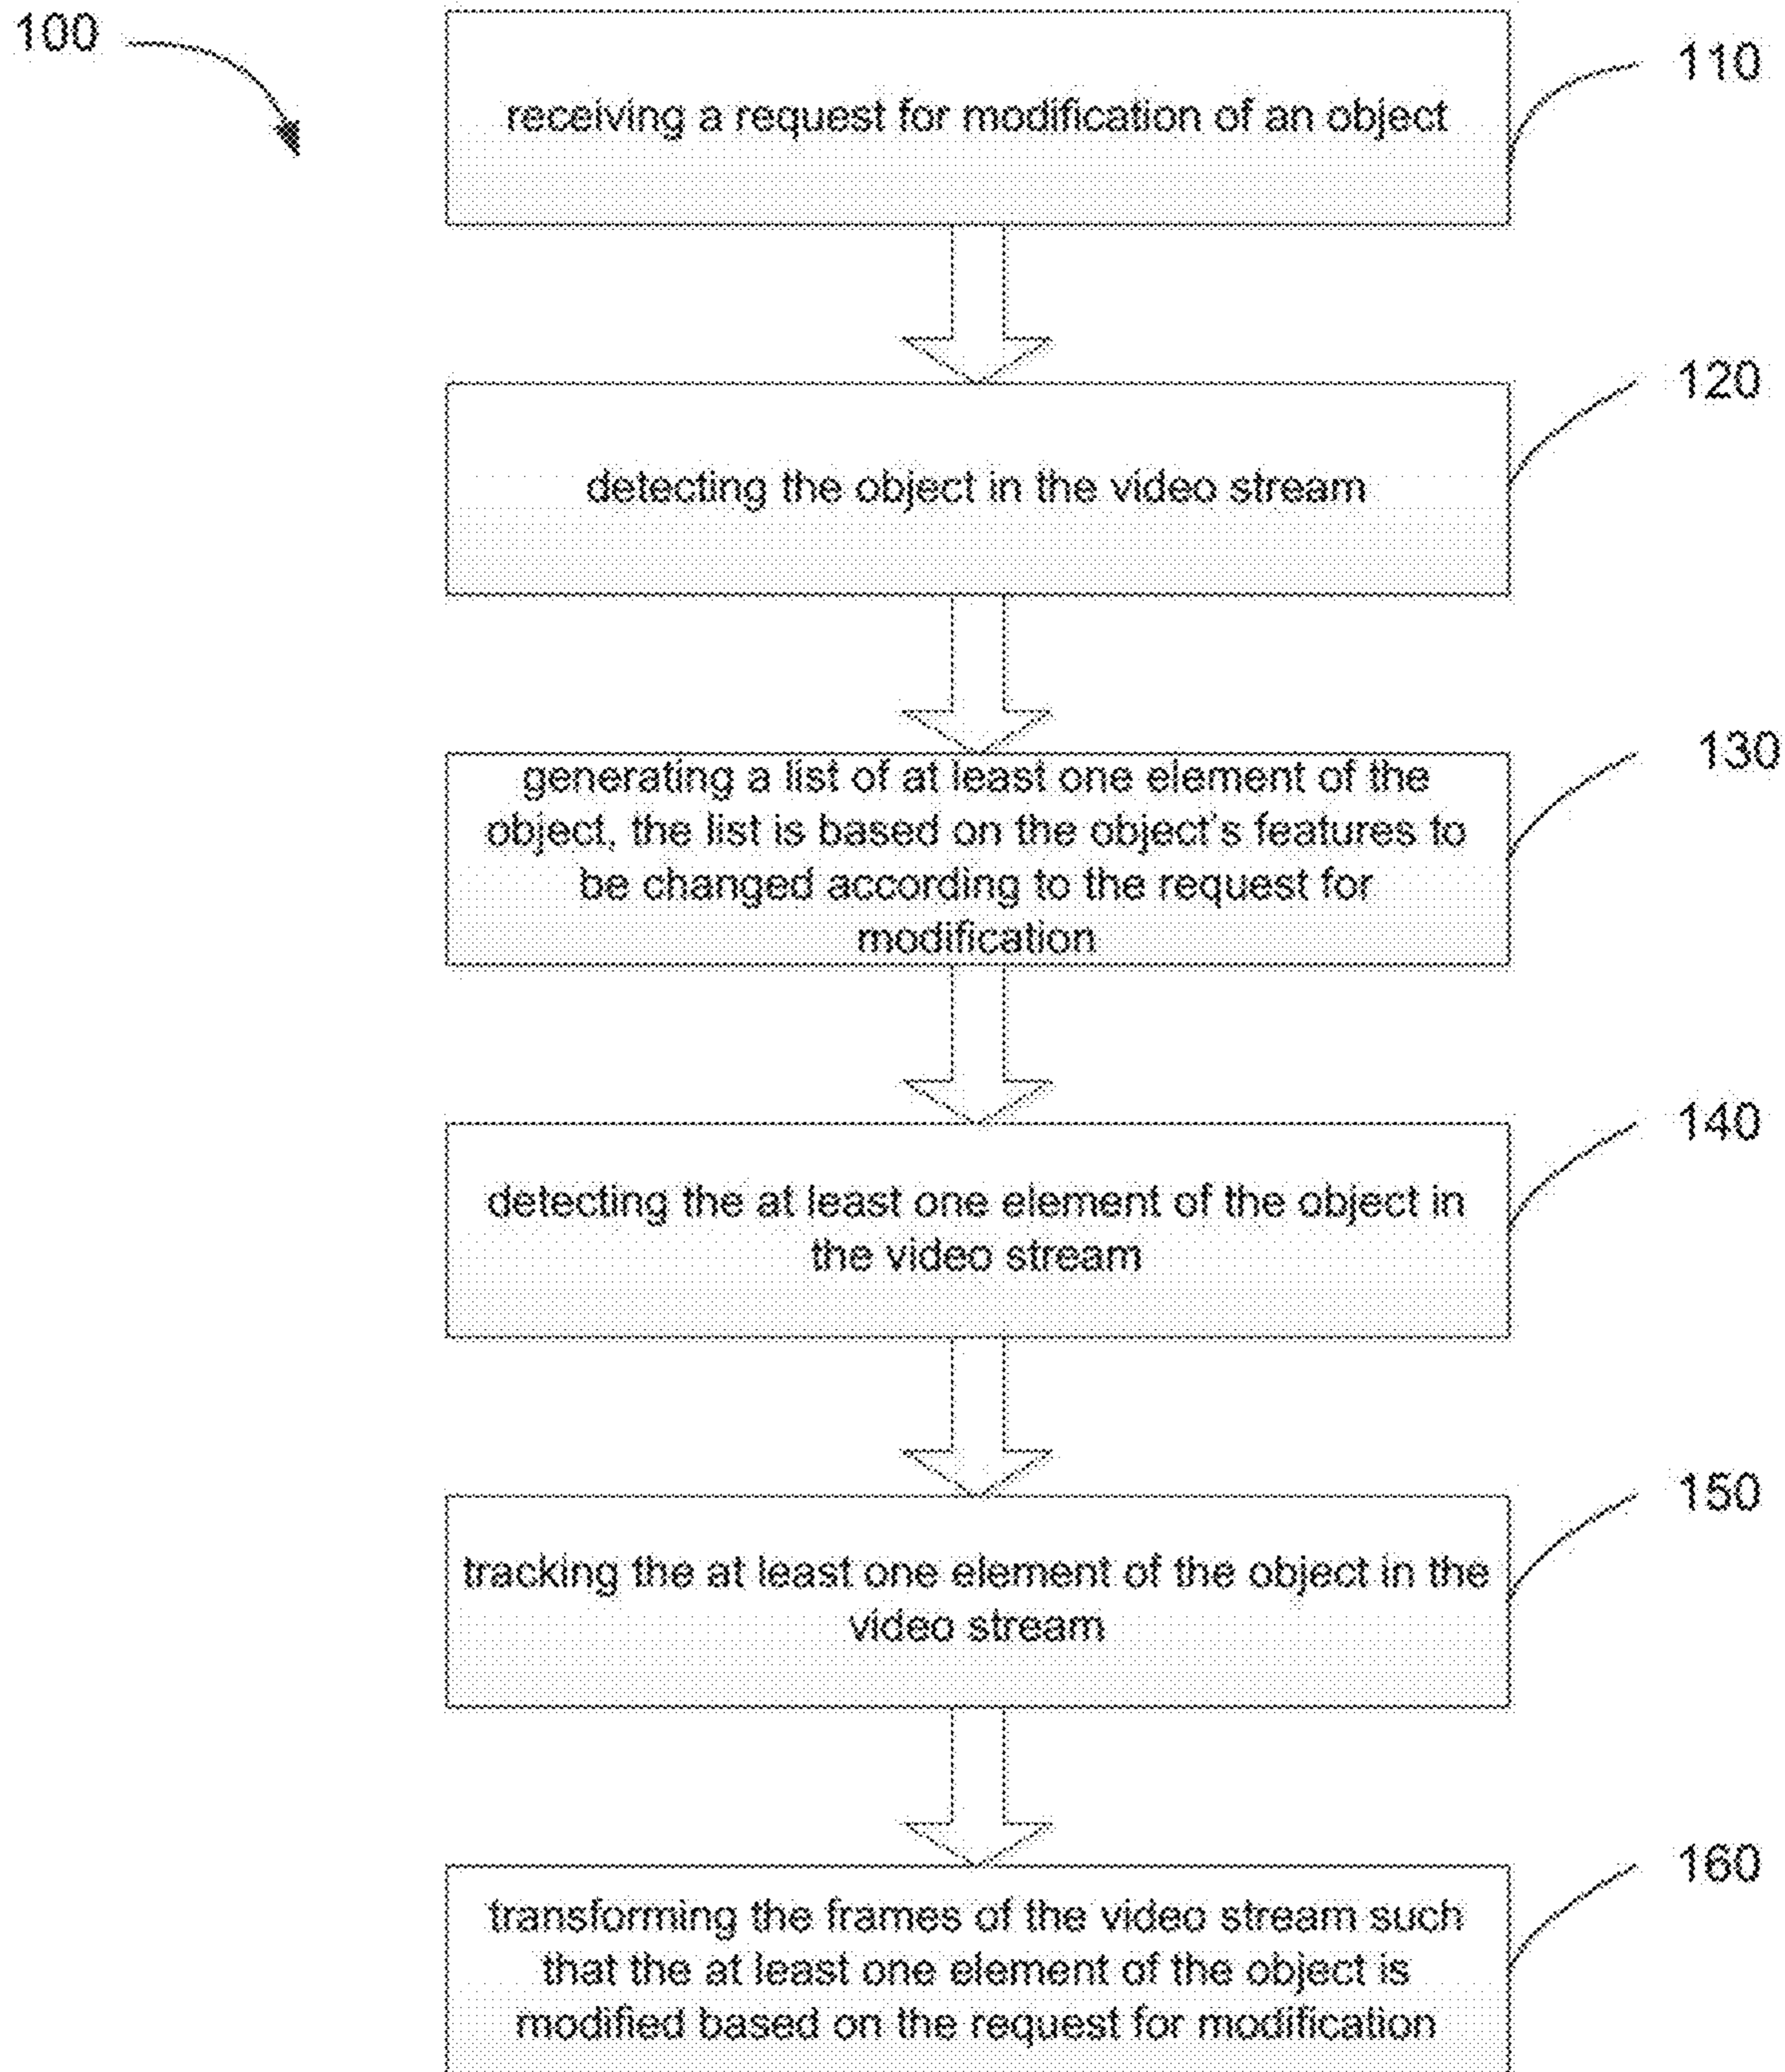 100
110
receiving a request for modification of an object
120
detecting the object in the video stream
130
generating a list of at least one element of the
object, the list is based on the object's features to
be changed according to the request for
modification
140
detecting the at least one element of the object in
the video stream
150
tracking the at least one element of the object in the
video stream
160
transforming the frames of the video stream such
that the at least one element of the object is
modified based on the request for modification